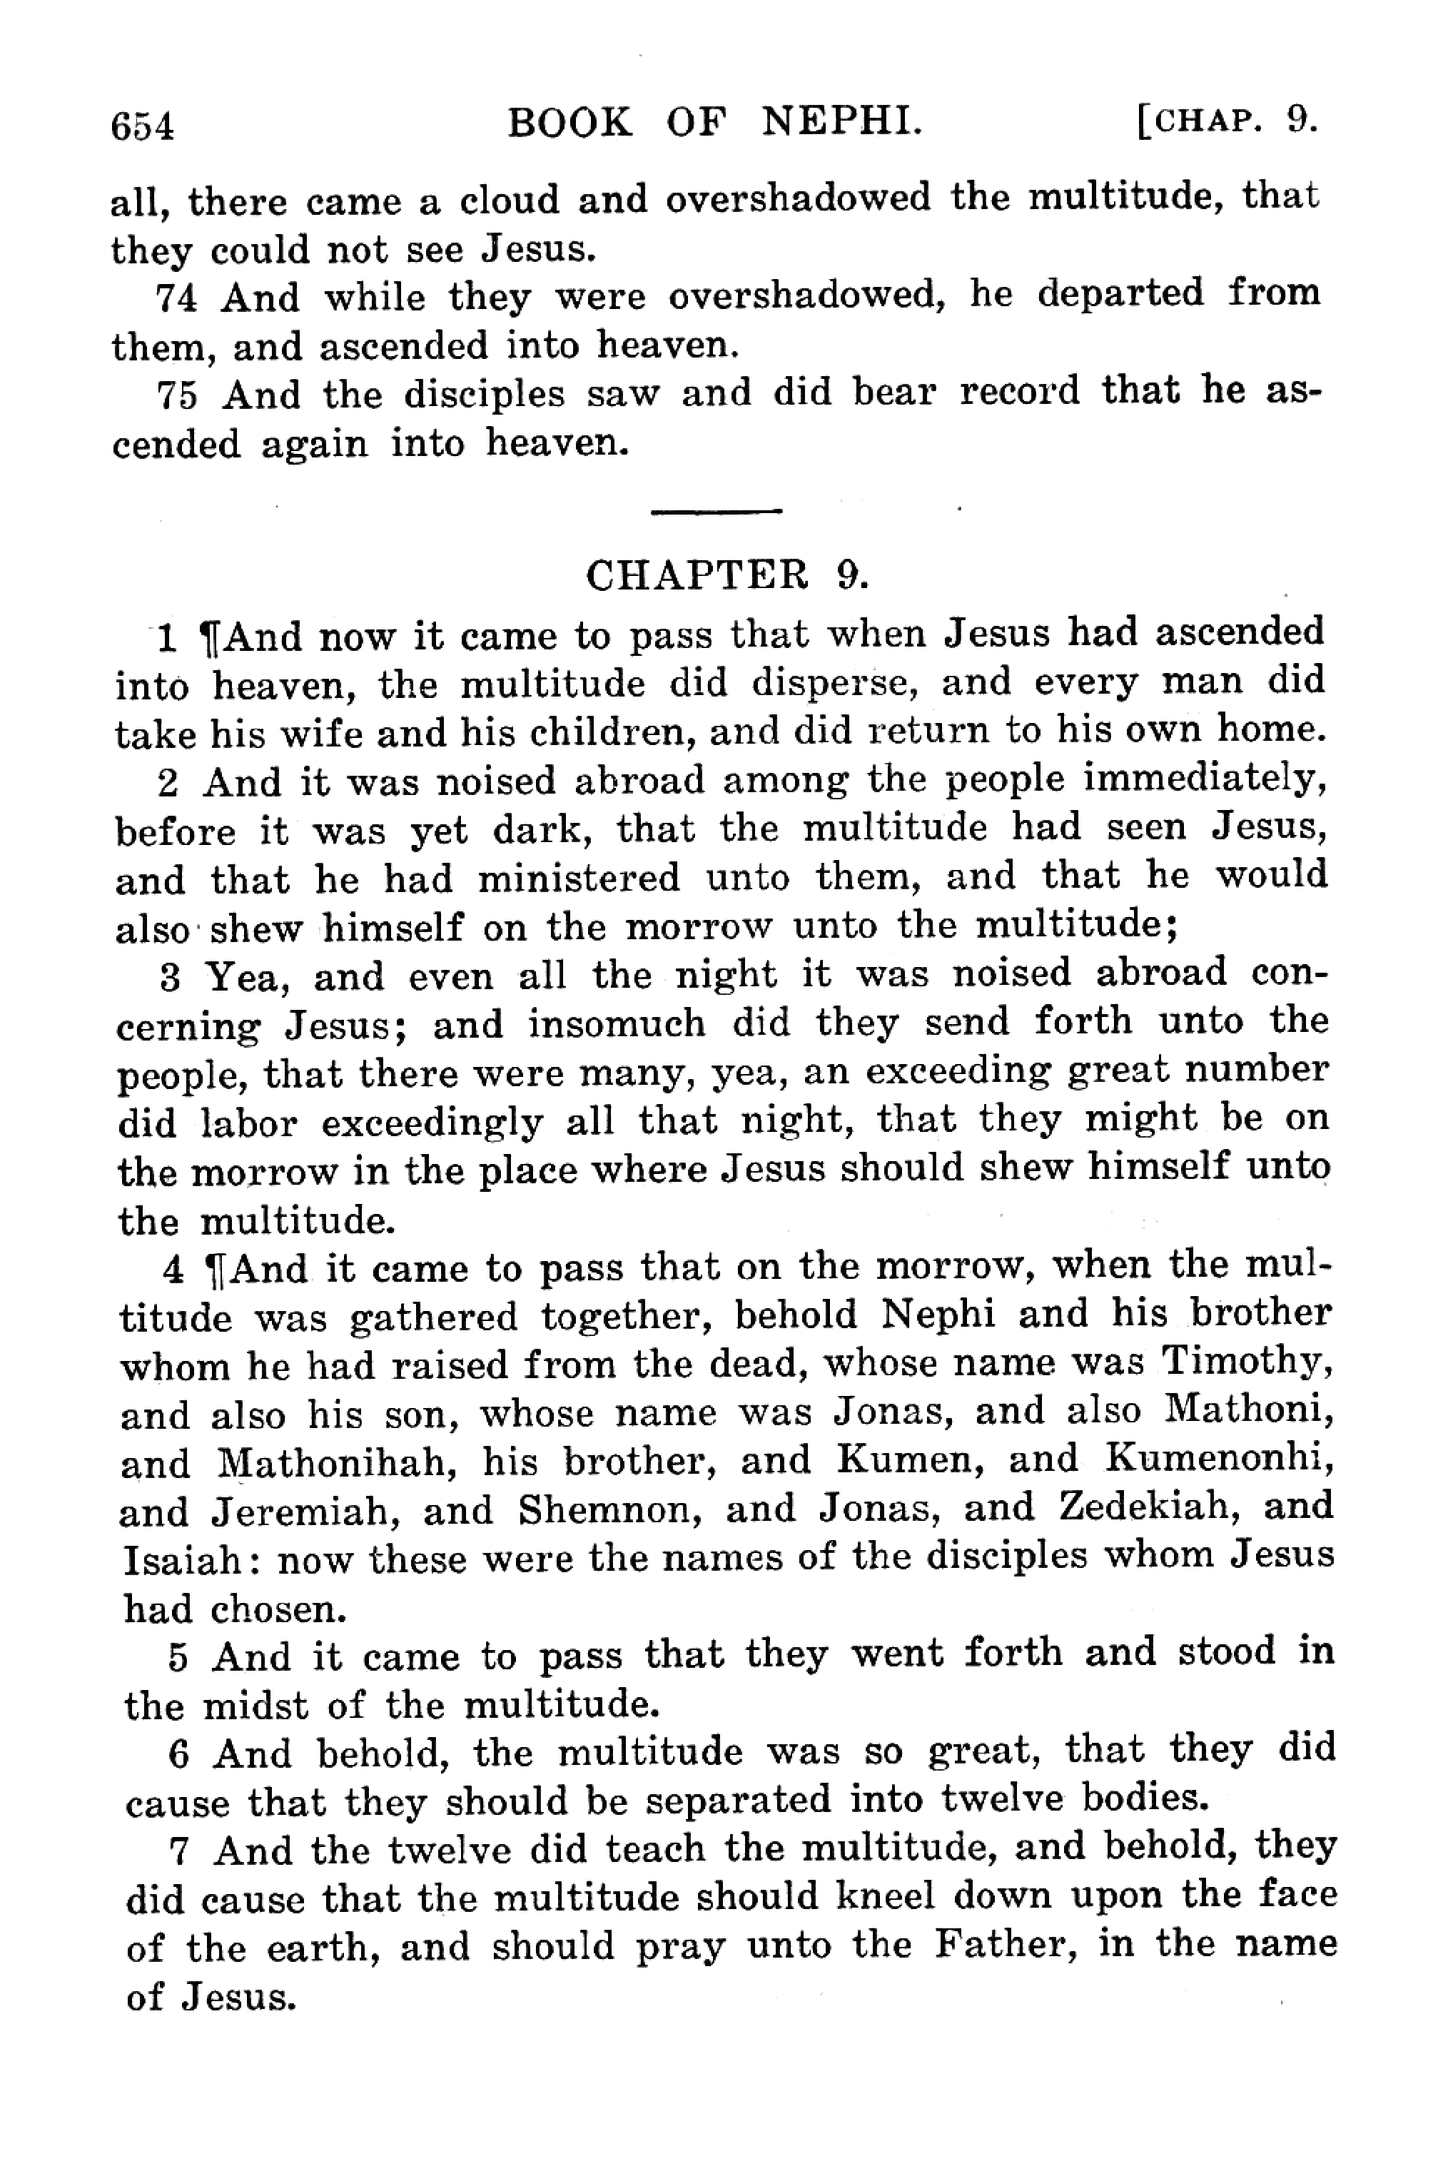 654 BOOK OF NEPHI. [CHAP. 9.
all, there came a cloud and overshadowed the multitude, that
they could not see Jesus.
74 And while they were overshadowed, he departed from
them, and ascended into heaven.
75 And the disciples saw and did bear record that he as-
cended again into heaven.
CHAPTER 9.
1 ¶And now it came to pass that when Jesus had ascended
into heaven, the multitude did disperse, and every man did
take his wife and his children, and did return to his own home.
2 And it was noised abroad among the people immediately,
before it was yet dark, that the multitude had seen Jesus,
and that he had ministered unto them, and that he would
also shew himself on the morrow unto the multitude;
3 Yea, and even all the night it was noised abroad con-
cerning Jesus; and insomuch did they send forth unto the
people, that there were many, yea, an exceeding great number
did labor exceedingly all that night, that they might be on
the morrow in the place where Jesus should shew himself unto
the multitude.
4 ¶And it came to pass that on the morrow, when the mul-
titude was gathered together, behold Nephi and his brother
whom he had raised from the dead, whose name was Timothy,
and also his son, whose name was Jonas, and also Mathoni,
and Mathonihah, his brother, and Kumen, and Kumenonhi,
and Jeremiah, and Shemnon, and Jonas, and Zedekiah, and
Isaiah: now these were the names of the disciples whom Jesus
had chosen.
5 And it came to pass that they went forth and stood in
the midst of the multitude.
6 And behold, the multitude was so great, that they did
cause that they should be separated into twelve bodies.
7 And the twelve did teach the multitude, and behold, they
did cause that the multitude should kneel down upon the face
of the earth, and should pray unto the Father, in the name
of Jesus.